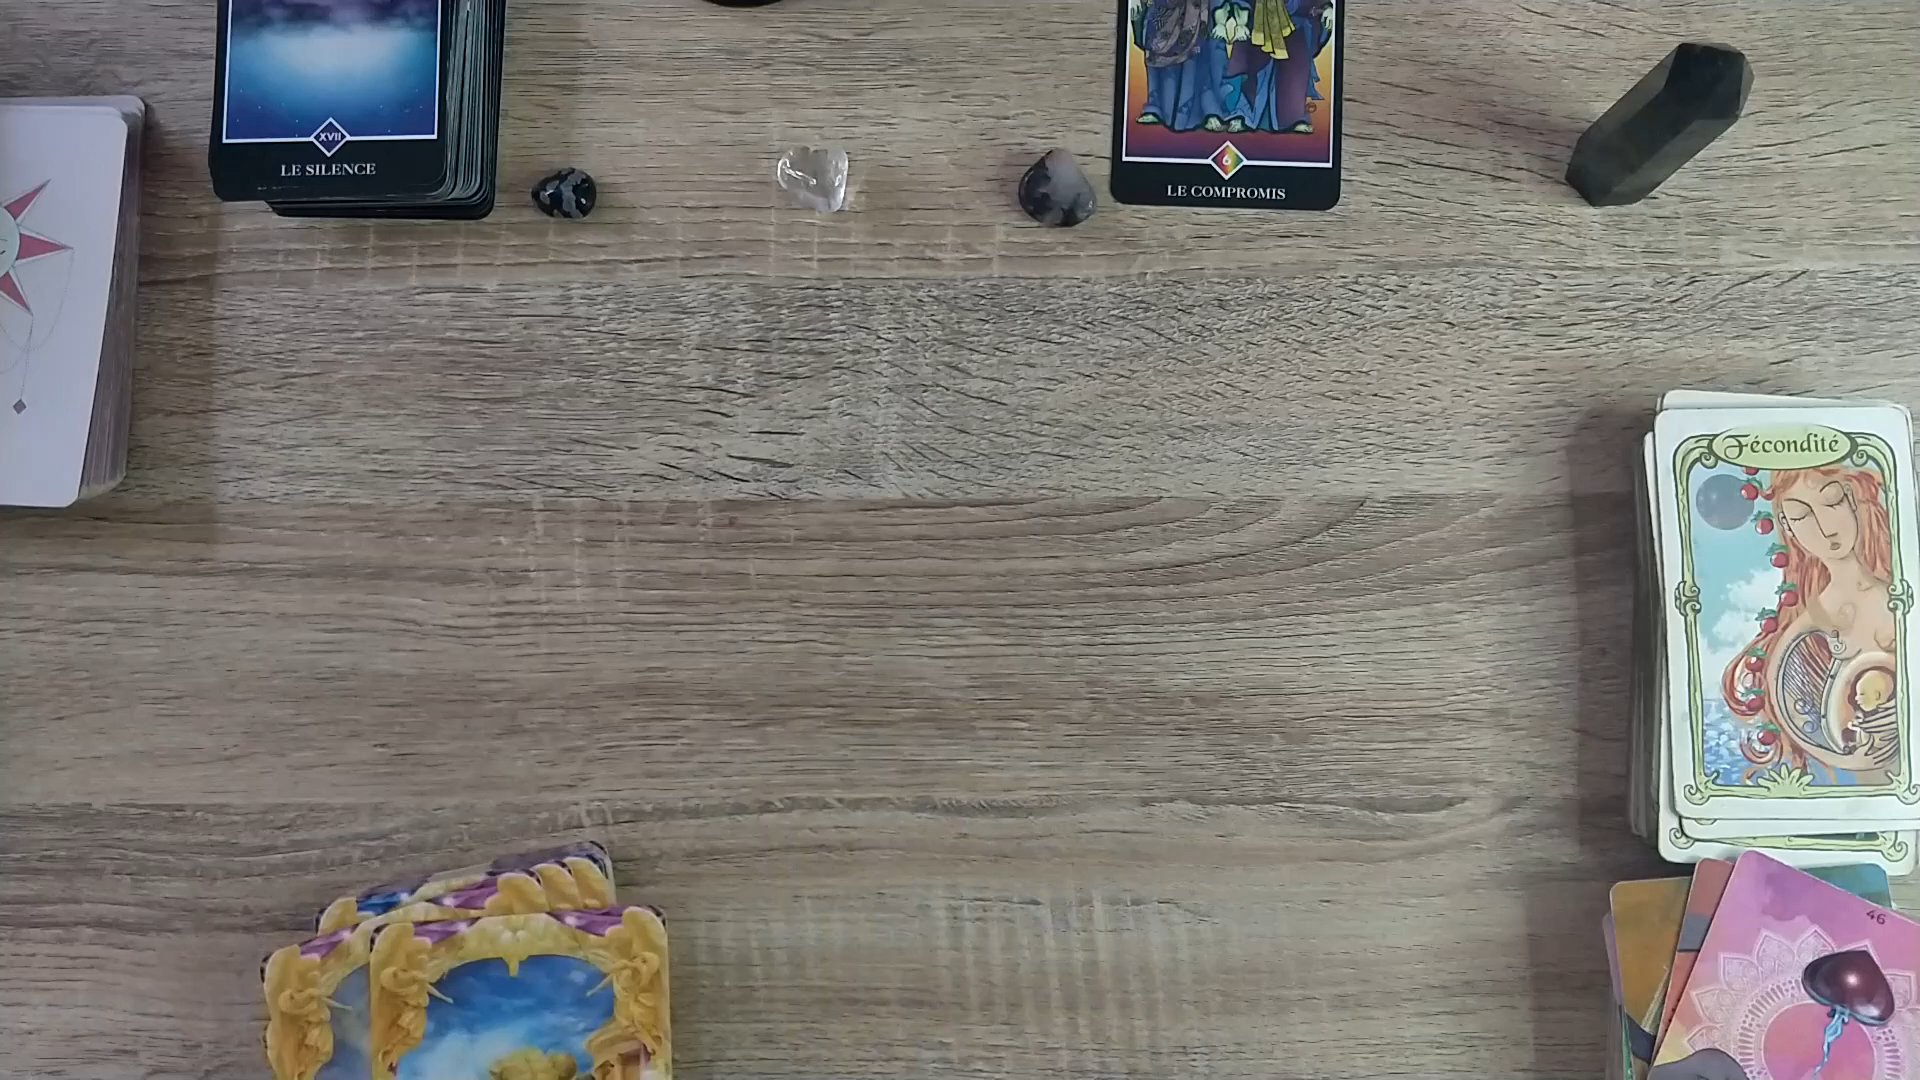 XVII
LE SILENCE
6
LE COMPROMIS
Fécondité
46